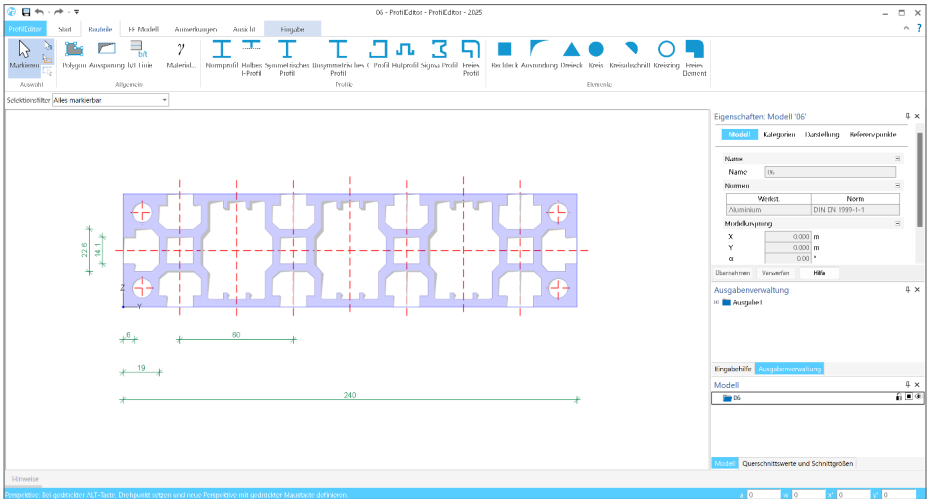 06 - ProfilEditor - ProfilEditor - 2025
ProfilEditor Start Bauteile FE Modell Auswertungen Ansicht Eingabe
Markieren Polygon Aussparung b/t Linie Material... Normprofil Halbes I-Profil Symmetrisches Profil Unsymmetrisches Profil C Profil Hutprofil Sigma Profil Freies Profil Rechteck Ausrundung Dreieck Kreis Kreisabschnitt Kreisring Freies Element
b/t
γ
Auswahl Allgemein Profile Elemente
Selektionsfilter Alles markierbar
Eigenschaften: Modell '06'
Modell Kategorien Darstellung Referenzpunkte
Name
Name 06
Normen
Werkst. Norm
Aluminium DIN EN 1999-1-1
Modellursprung
X 0.000 m
Y 0.000 m
α 0.00 °
Übernehmen Verwerfen Hilfe
Ausgabenverwaltung
Ausgabe1
Eingabehilfe Ausgabenverwaltung
Modell
06
Modell Querschnittswerte und Schnittgrößen
22.6
14.1
Z
Y
6
60
19
240
Hinweise
Perspektive: Bei gedrückter ALT-Taste, Drehpunkt setzen und neue Perspektive mit gedrückter Maustaste definieren.
0 0 0 0